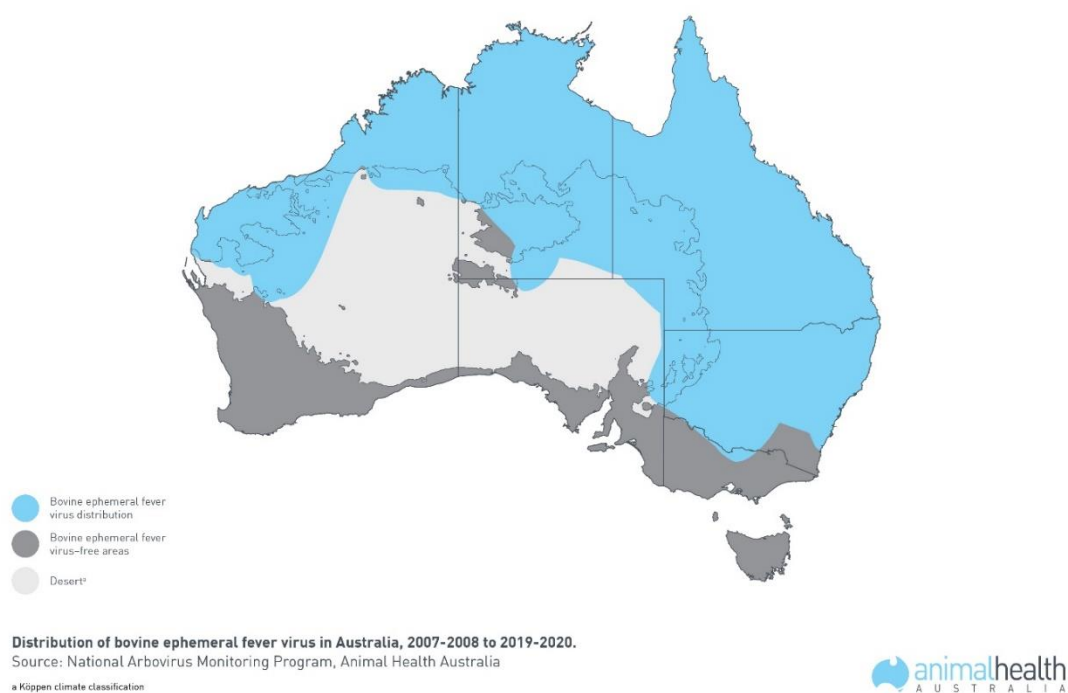 Bovine ephemeral fever
virus distribution
Bovine ephemeral fever
virus–free areas
Desertᵃ
Distribution of bovine ephemeral fever virus in Australia, 2007-2008 to 2019-2020.
Source: National Arbovirus Monitoring Program, Animal Health Australia
a Köppen climate classification
animalhealth
AUSTRALIA